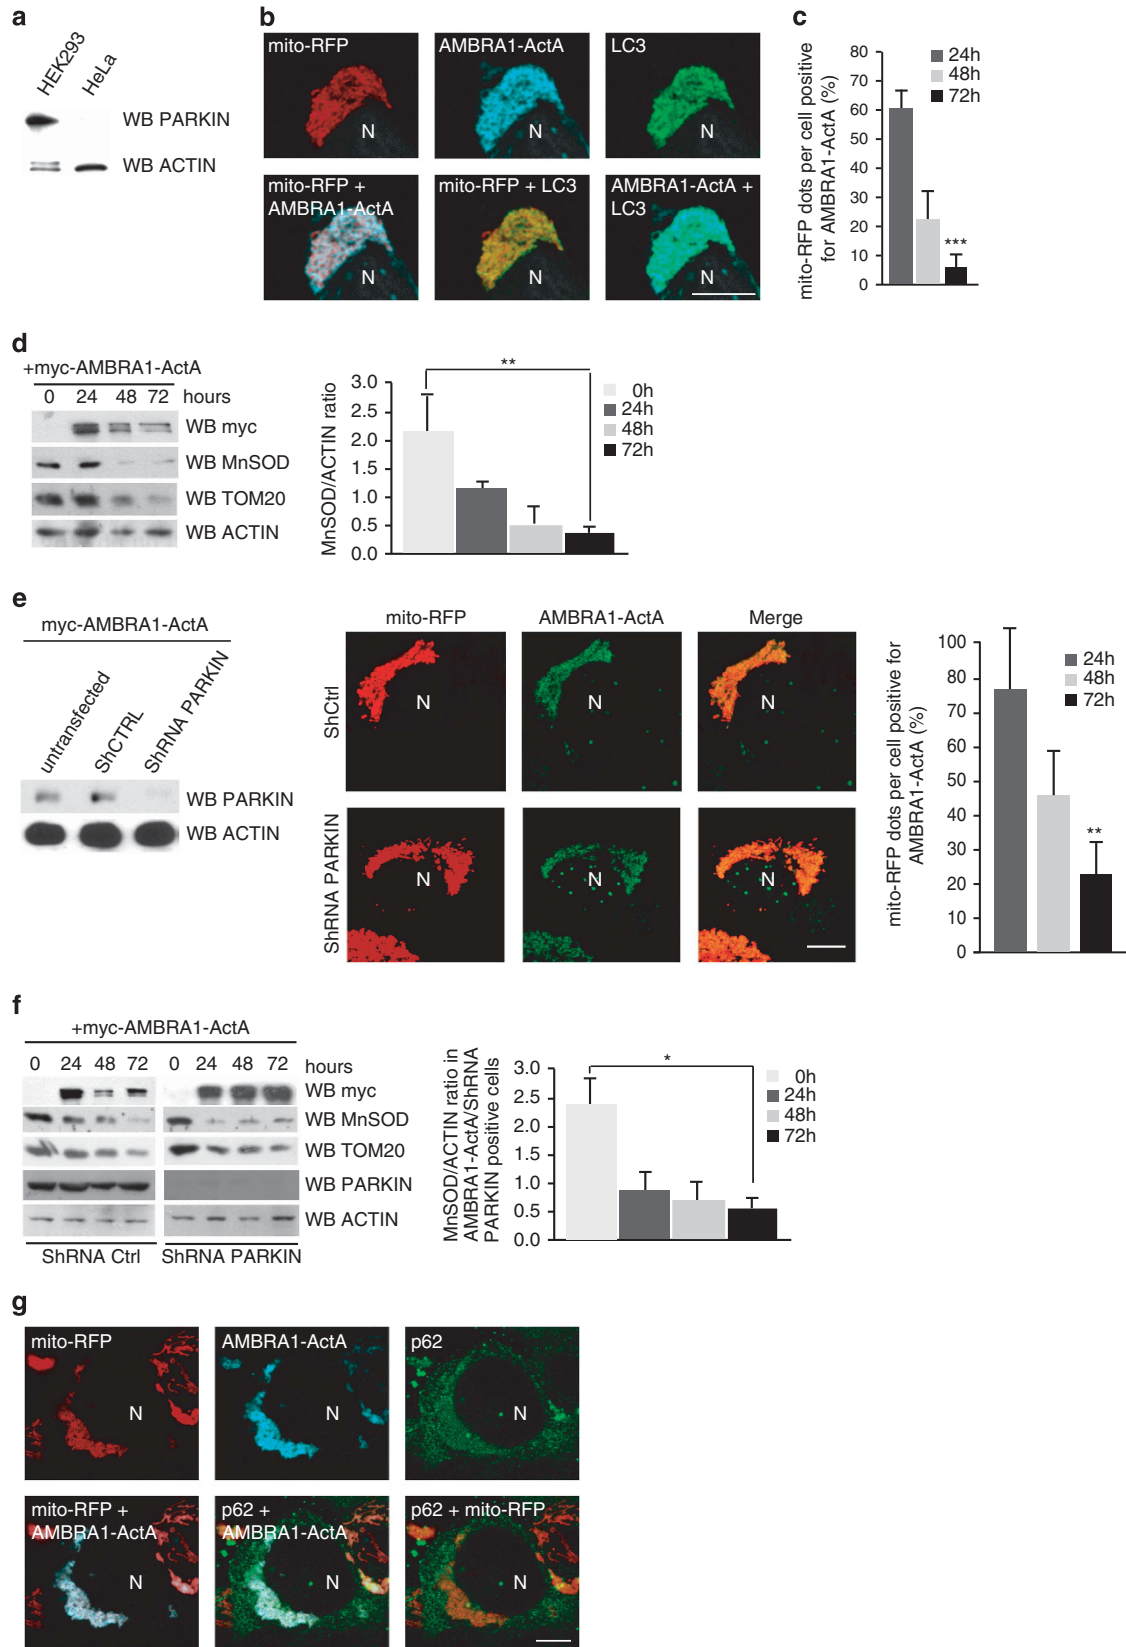 a
HEK293
HeLa
WB PARKIN
WB ACTIN
b
mito-RFP
AMBRA1-ActA
LC3
N
N
N
mito-RFP +
AMBRA1-ActA
mito-RFP + LC3
AMBRA1-ActA +
LC3
N
N
N
c
mito-RFP dots per cell positive
for AMBRA1-ActA (%)
80
70
60
50
40
30
20
10
0
24h
48h
72h
***
d
+myc-AMBRA1-ActA
0 24 48 72 hours
WB myc
WB MnSOD
WB TOM20
WB ACTIN
MnSOD/ACTIN ratio
3.0
2.5
2.0
1.5
1.0
0.5
0.0
**
0h
24h
48h
72h
e
myc-AMBRA1-ActA
untransfected
ShCTRL
ShRNA PARKIN
WB PARKIN
WB ACTIN
mito-RFP
AMBRA1-ActA
Merge
ShCtrl
N
N
N
ShRNA PARKIN
N
N
N
mito-RFP dots per cell positive for
AMBRA1-ActA (%)
100
80
70
60
50
40
30
20
10
0
24h
48h
72h
**
f
+myc-AMBRA1-ActA
0 24 48 72 0 24 48 72 hours
WB myc
WB MnSOD
WB TOM20
WB PARKIN
WB ACTIN
ShRNA Ctrl
ShRNA PARKIN
MnSOD/ACTIN ratio in
AMBRA1-ActA/ShRNA
PARKIN positive cells
3.0
2.5
2.0
1.5
1.0
0.5
0.0
*
0h
24h
48h
72h
g
mito-RFP
AMBRA1-ActA
p62
N
N
N
mito-RFP +
AMBRA1-ActA
p62 +
AMBRA1-ActA
p62 + mito-RFP
N
N
N